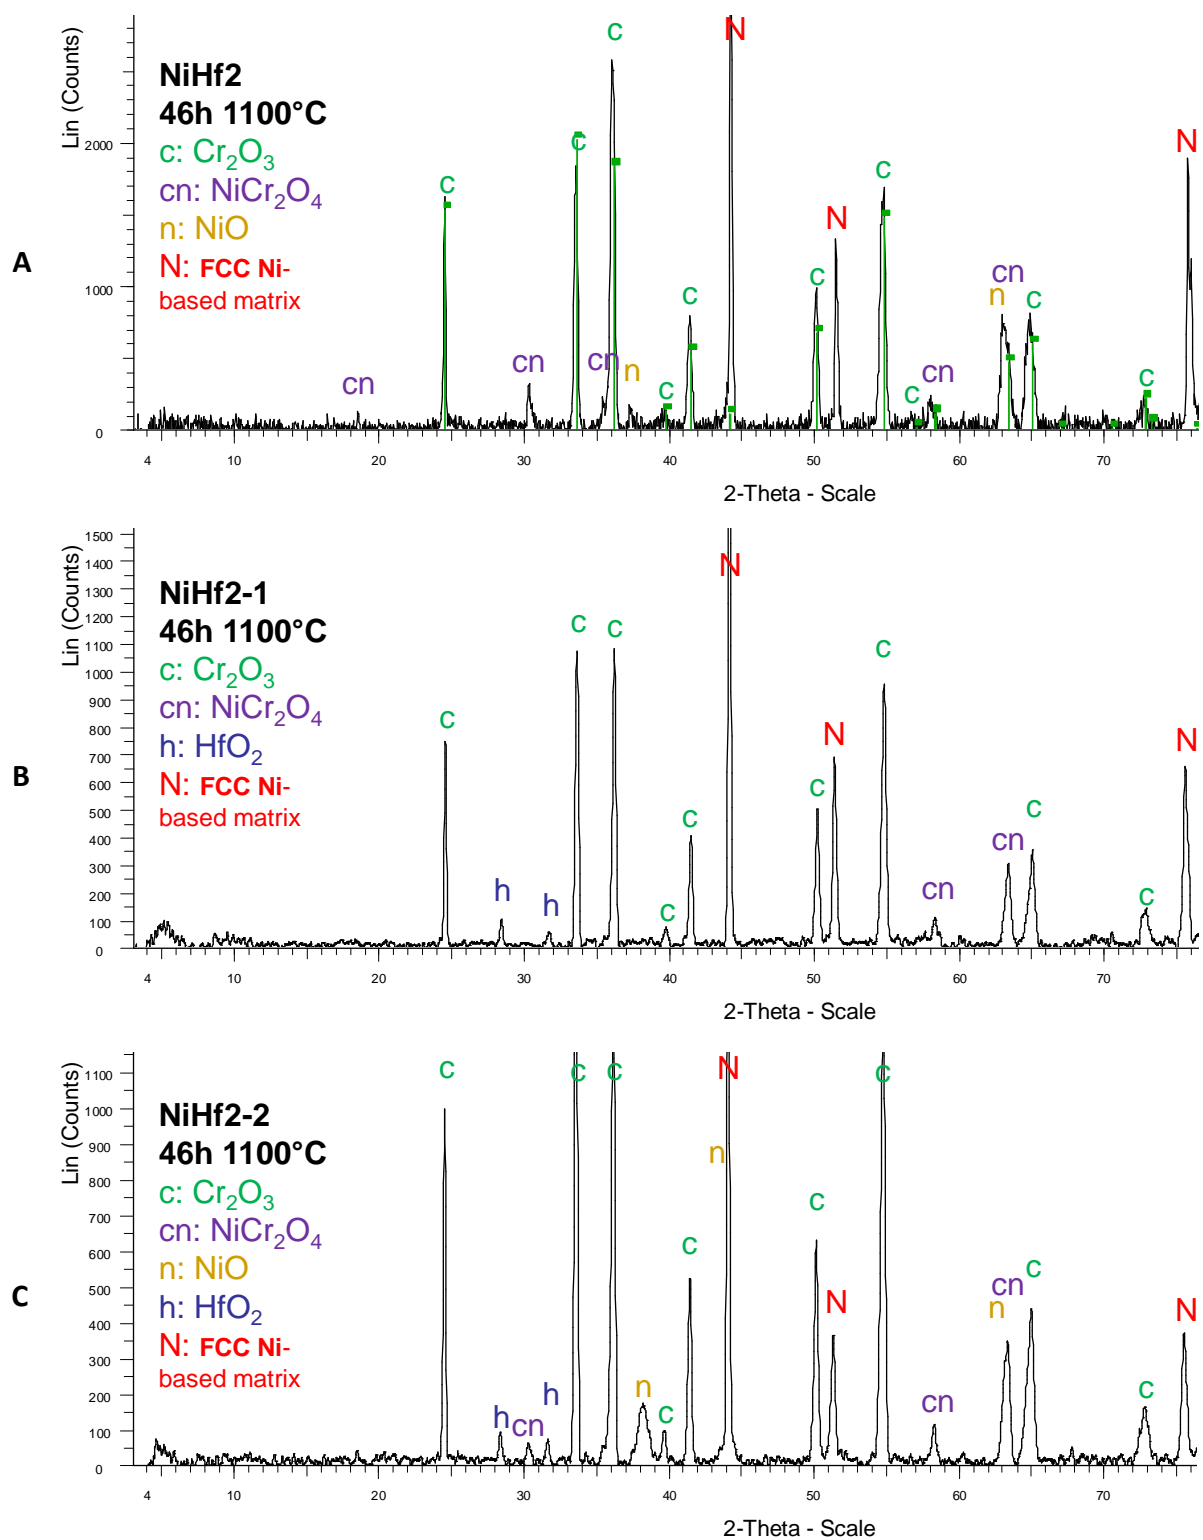 A
Lin (Counts)
NiHf2
46h 1100°C
c: Cr₂O₃
cn: NiCr₂O₄
n: NiO
N: FCC Ni-
based matrix
2000
1000
0
cn c cn c c cn n c c N c N c c cn n cn c c N
4 10 20 30 40 50 60 70
2-Theta - Scale
B
Lin (Counts)
NiHf2-1
46h 1100°C
c: Cr₂O₃
cn: NiCr₂O₄
h: HfO₂
N: FCC Ni-
based matrix
1500
1400
1300
1200
1100
1000
900
800
700
600
500
400
300
200
100
0
c h h c c c c N c N c cn cn c c N
4 10 20 30 40 50 60 70
2-Theta - Scale
C
Lin (Counts)
NiHf2-2
46h 1100°C
c: Cr₂O₃
cn: NiCr₂O₄
n: NiO
h: HfO₂
N: FCC Ni-
based matrix
1100
1000
900
800
700
600
500
400
300
200
100
0
c h cn h c c n c c n N c N c cn n cn c c N
4 10 20 30 40 50 60 70
2-Theta - Scale